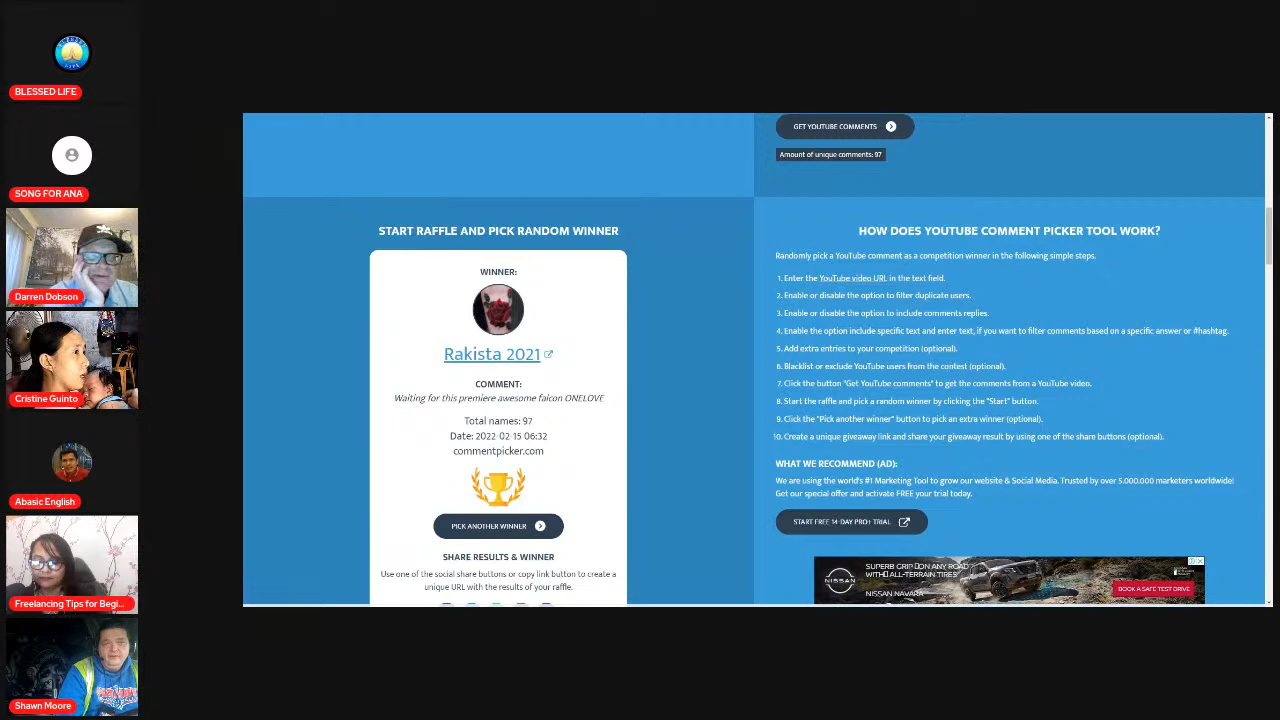 BLESSED LIFE
SONG FOR ANA
Darren Dobson
Cristine Guinto
Abasic English
Freelancing Tips for Begi...
Shawn Moore
GET YOUTUBE COMMENTS
Amount of unique comments: 97
START RAFFLE AND PICK RANDOM WINNER
WINNER:
Rakista 2021
COMMENT:
Waiting for this premiere awesome falcon ONELOVE
Total names: 97
Date: 2022-02-15 06:32
commentpicker.com
PICK ANOTHER WINNER
SHARE RESULTS & WINNER
Use one of the social share buttons or copy link button to create a
unique URL with the results of your raffle.
HOW DOES YOUTUBE COMMENT PICKER TOOL WORK?
Randomly pick a YouTube comment as a competition winner in the following simple steps.
1. Enter the YouTube video URL in the text field.
2. Enable or disable the option to filter duplicate users.
3. Enable or disable the option to include comments replies.
4. Enable the option include specific text and enter text, if you want to filter comments based on a specific answer or #hashtag.
5. Add extra entries to your competition (optional).
6. Blacklist or exclude YouTube users from the contest (optional).
7. Click the button "Get YouTube comments" to get the comments from a YouTube video.
8. Start the raffle and pick a random winner by clicking the "Start" button.
9. Click the "Pick another winner" button to pick an extra winner (optional).
10. Create a unique giveaway link and share your giveaway result by using one of the share buttons (optional).
WHAT WE RECOMMEND (AD):
We are using the world's #1 Marketing Tool to grow our website & Social Media. Trusted by over 5.000.000 marketers worldwide!
Get our special offer and activate FREE your trial today.
START FREE 14-DAY PRO+ TRIAL
NISSAN
SUPERB GRIP ON ANY ROAD
WITH ALL-TERRAIN TIRES
NISSAN NAVARA
BOOK A SAFE TEST DRIVE